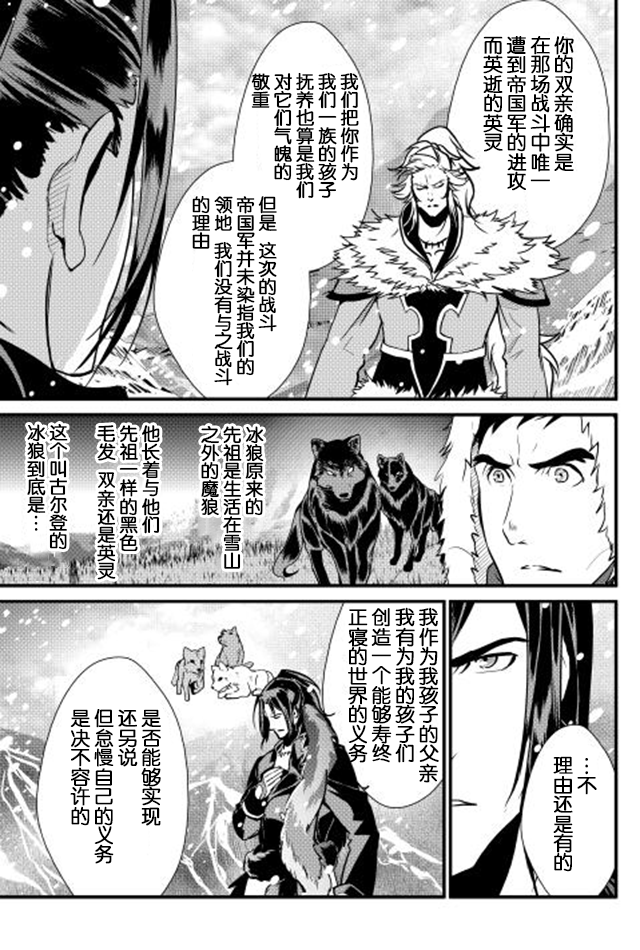 你的双亲确实是
在那场战斗中唯一
遭到帝国军的进攻
而英逝的英灵
我们把你作为
我们一族的孩子
抚养也算是我们
对它们气魄的
敬重
但是 这次的战斗
帝国军并未染指我们的
领地 我们没有与之战斗
的理由
冰狼原来的
先祖是生活在雪山
之外的魔狼
他长着与他们
先祖一样的黑色
毛发 双亲还是英灵
这个叫古尔登的
冰狼到底是…
…不
理由还是有的
我作为我孩子的父亲
我有为我的孩子们
创造一个能够寿终
正寝的世界的义务
是否能够实现
还另说
但怠慢自己的义务
是决不容许的